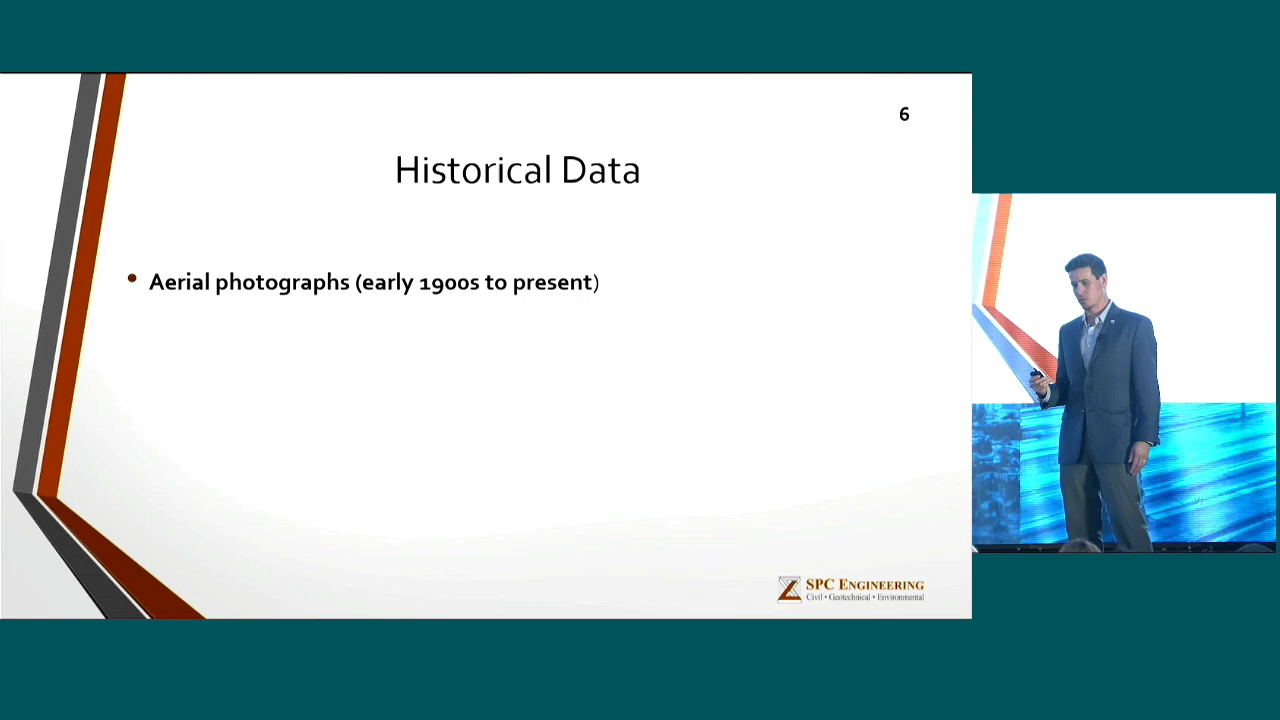 6
Historical Data
• Aerial photographs (early 1900s to present)
SPC ENGINEERING
Civil • Geotechnical • Environmental